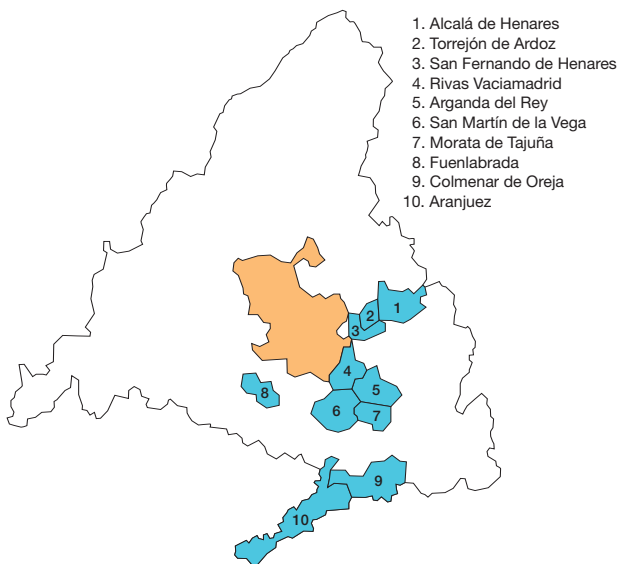 1. Alcalá de Henares
2. Torrejón de Ardoz
3. San Fernando de Henares
4. Rivas Vaciamadrid
5. Arganda del Rey
6. San Martín de la Vega
7. Morata de Tajuña
8. Fuenlabrada
9. Colmenar de Oreja
10. Aranjuez
1
2
3
4
5
8
6
7
9
10